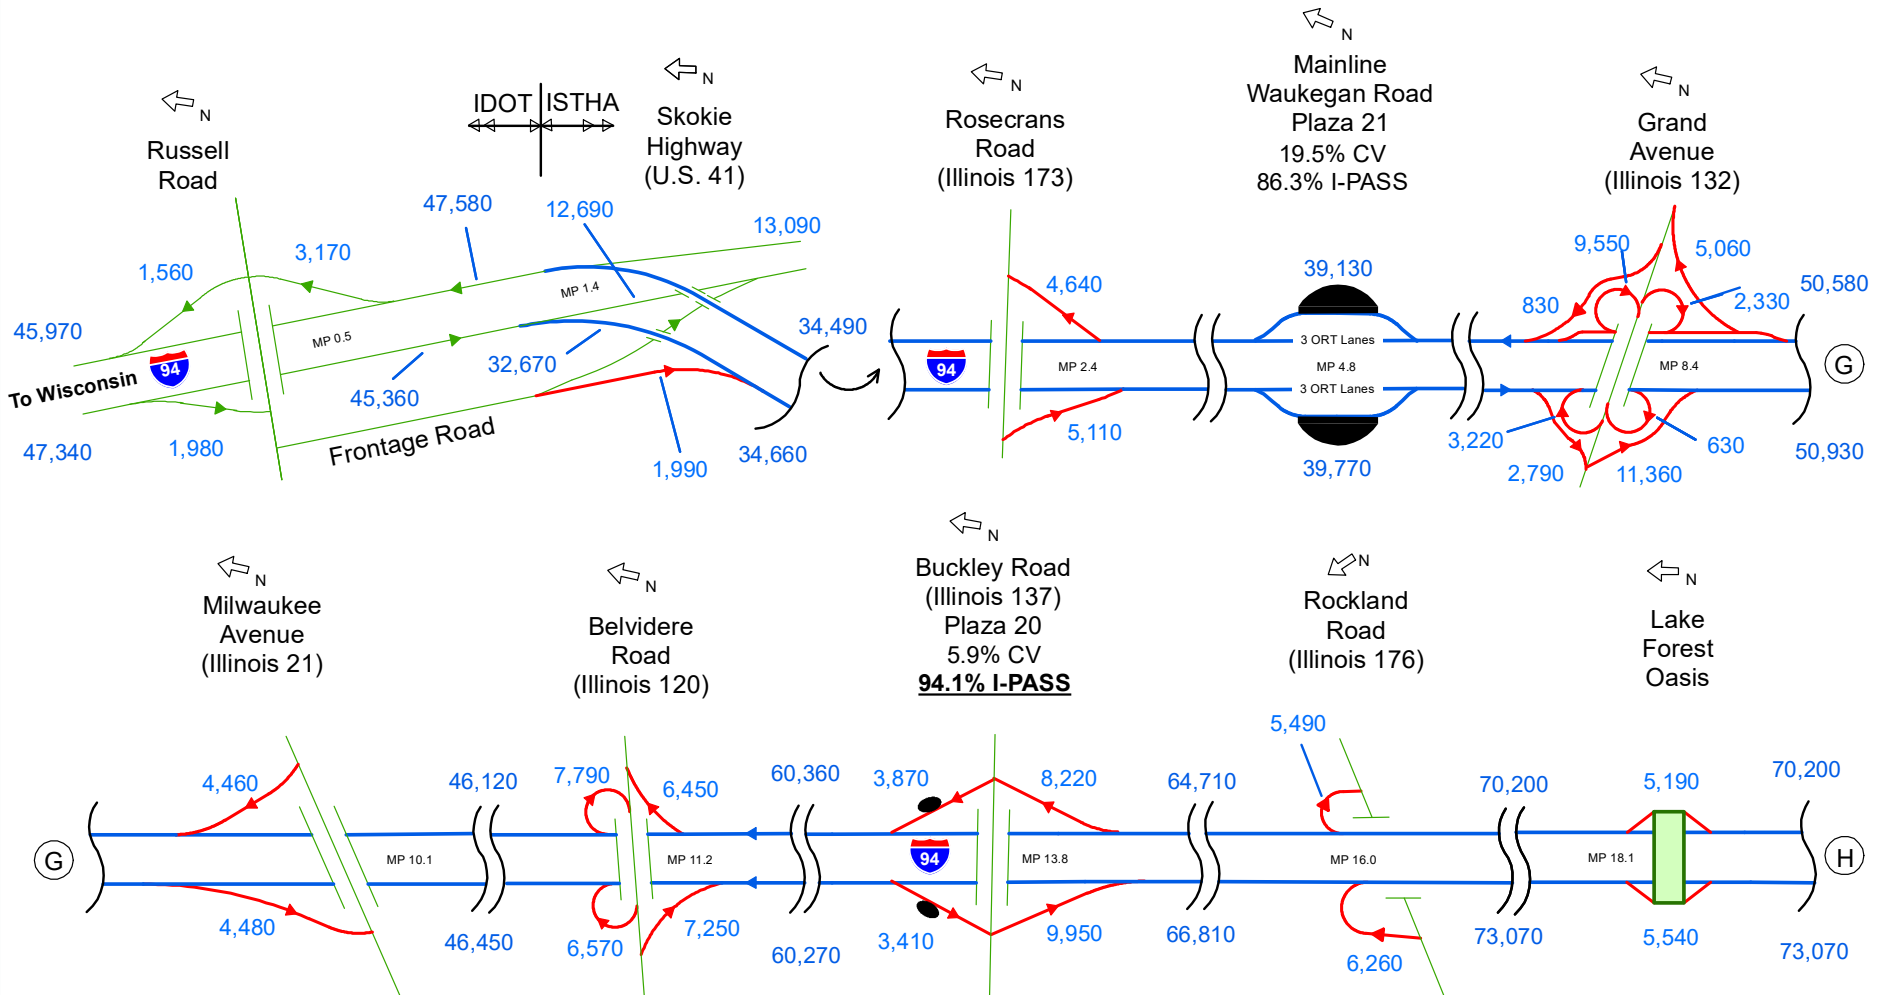 N
Russell
Road
IDOT
ISTHA
N
Skokie
Highway
(U.S. 41)
N
Rosecrans
Road
(Illinois 173)
N
Mainline
Waukegan Road
Plaza 21
19.5% CV
86.3% I-PASS
N
Grand
Avenue
(Illinois 132)
47,580
12,690
13,090
3,170
1,560
MP 1.4
MP 0.5
45,970
94
To Wisconsin
45,360
32,670
34,490
47,340
1,980
Frontage Road
1,990
34,660
4,640
94
MP 2.4
5,110
39,130
3 ORT Lanes
MP 4.8
3 ORT Lanes
39,770
9,550
5,060
830
2,330
50,580
MP 8.4
G
3,220
2,790
11,360
630
50,930
N
Milwaukee
Avenue
(Illinois 21)
N
Belvidere
Road
(Illinois 120)
N
Buckley Road
(Illinois 137)
Plaza 20
5.9% CV
94.1% I-PASS
N
Rockland
Road
(Illinois 176)
N
Lake
Forest
Oasis
4,460
46,120
7,790
6,450
60,360
3,870
8,220
64,710
5,490
70,200
5,190
70,200
G
MP 10.1
MP 11.2
94
MP 13.8
MP 16.0
MP 18.1
H
4,480
46,450
6,570
7,250
60,270
3,410
9,950
66,810
6,260
73,070
5,540
73,070